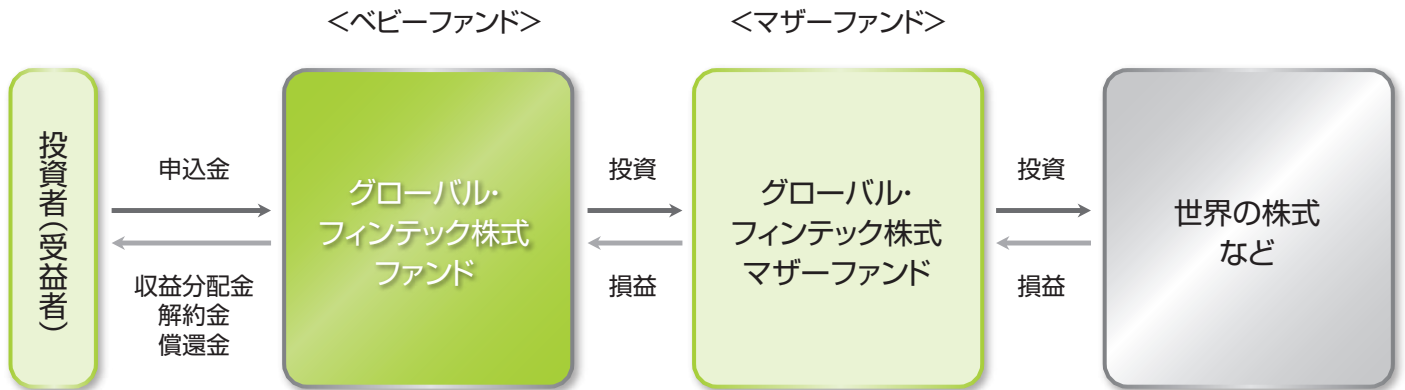 ＜ベビーファンド＞
＜マザーファンド＞
投資者（受益者）
申込金
収益分配金
解約金
償還金
グローバル・
フィンテック株式
ファンド
投資
損益
グローバル・
フィンテック株式
マザーファンド
投資
損益
世界の株式
など